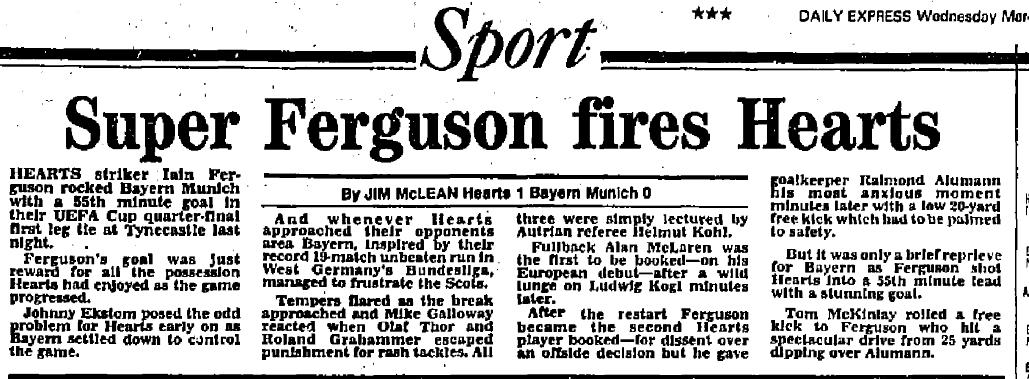 Sport
★★★
DAILY EXPRESS Wednesday Mar
Super Ferguson fires Hearts
HEARTS striker Iain Fer-
guson rocked Bayern Munich
with a 55th minute goal in
their UEFA Cup quarter-final
first leg tie at Tynecastle last
night.
Ferguson's goal was just
reward for all the possession
Hearts had enjoyed as the game
progressed.
Johnny Ekstom posed the odd
problem for Hearts early on as
Bayern settled down to control
the game.
By JIM McLEAN Hearts 1 Bayern Munich 0
And whenever Hearts
approached their opponents
area Bayern, inspired by their
record 19-match unbeaten run in
West Germany's Bundesliga,
managed to frustrate the Scots.
Tempers flared as the break
approached and Mike Galloway
reacted when Olaf Thor and
Roland Grahammer escaped
punishment for rash tackles. All
three were simply lectured by
Autrian referee Helmut Kohl.
Fullback Alan McLaren was
the first to be booked—on his
European debut—after a wild
lunge on Ludwig Kogl minutes
later.
After the restart Ferguson
became the second Hearts
player booked—for dissent over
an offside decision but he gave
goalkeeper Raimond Alumann
his most anxious moment
minutes later with a low 20-yard
free kick which had to be palmed
to safety.
But it was only a brief reprieve
for Bayern as Ferguson shot
Hearts into a 55th minute lead
with a stunning goal.
Tom McKinlay rolled a free
kick to Ferguson who hit a
spectacular drive from 25 yards
dipping over Alumann.